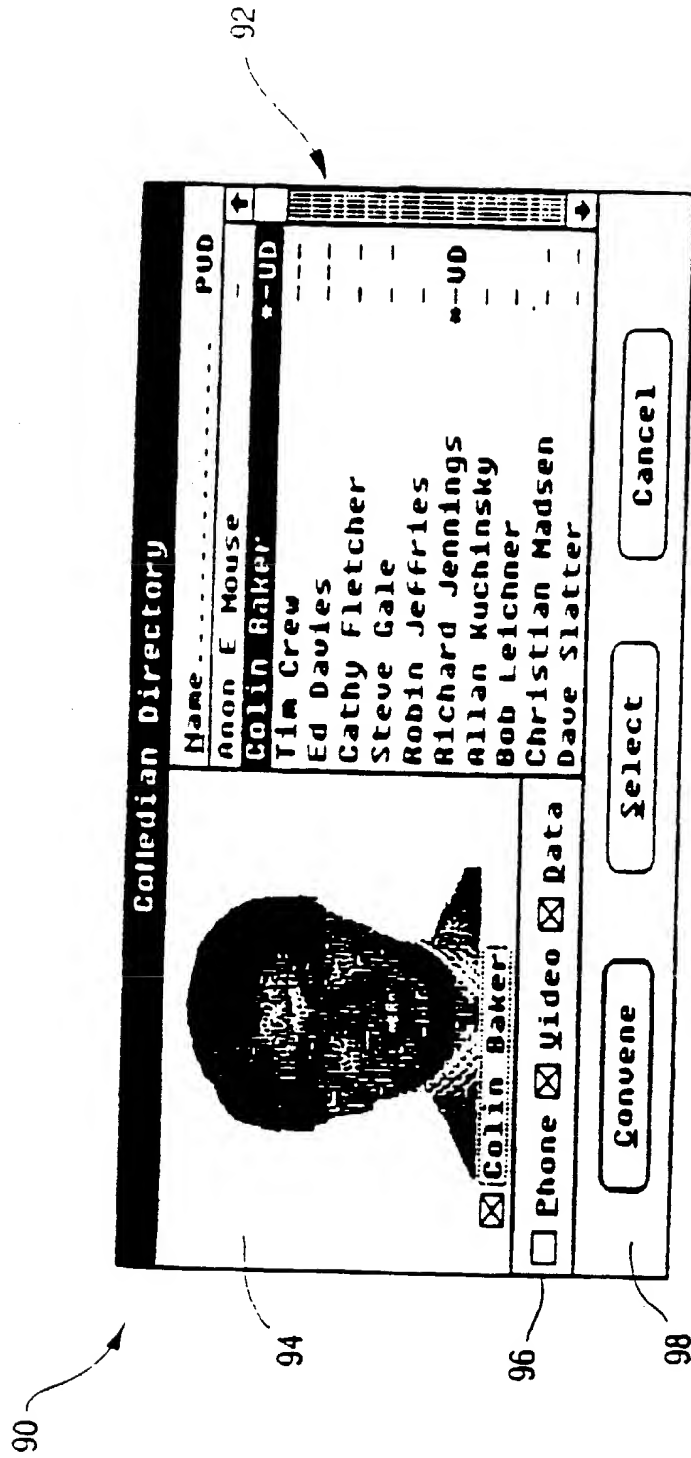 90
92
Colledian Directory
Name.................... PVD
Anon E Mouse -
Colin Baker *-UD
Tim Crew ---
Ed Davies ---
Cathy Fletcher - -
Steve Gale - -
Robin Jeffries -
Richard Jennings *-UD
Allan Kuchinsky -
Bob Leichner -
Christian Madsen - -
Dave Slatter - -
94
Colin Baker
96
Phone Video Data
98
Convene Select Cancel